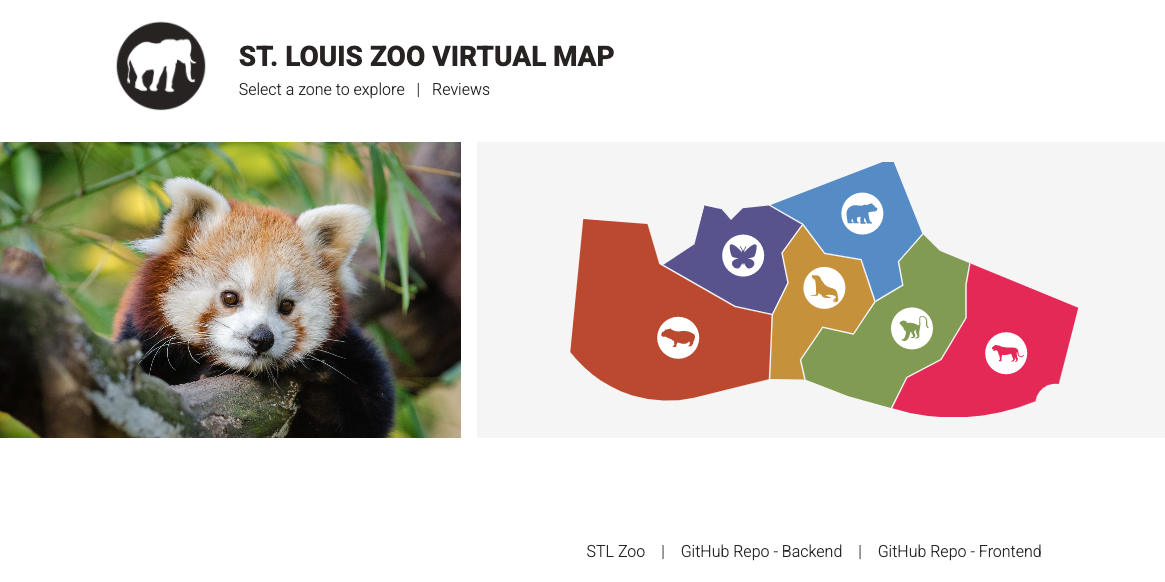 ST. LOUIS ZOO VIRTUAL MAP
Select a zone to explore | Reviews
STL Zoo | GitHub Repo - Backend | GitHub Repo - Frontend